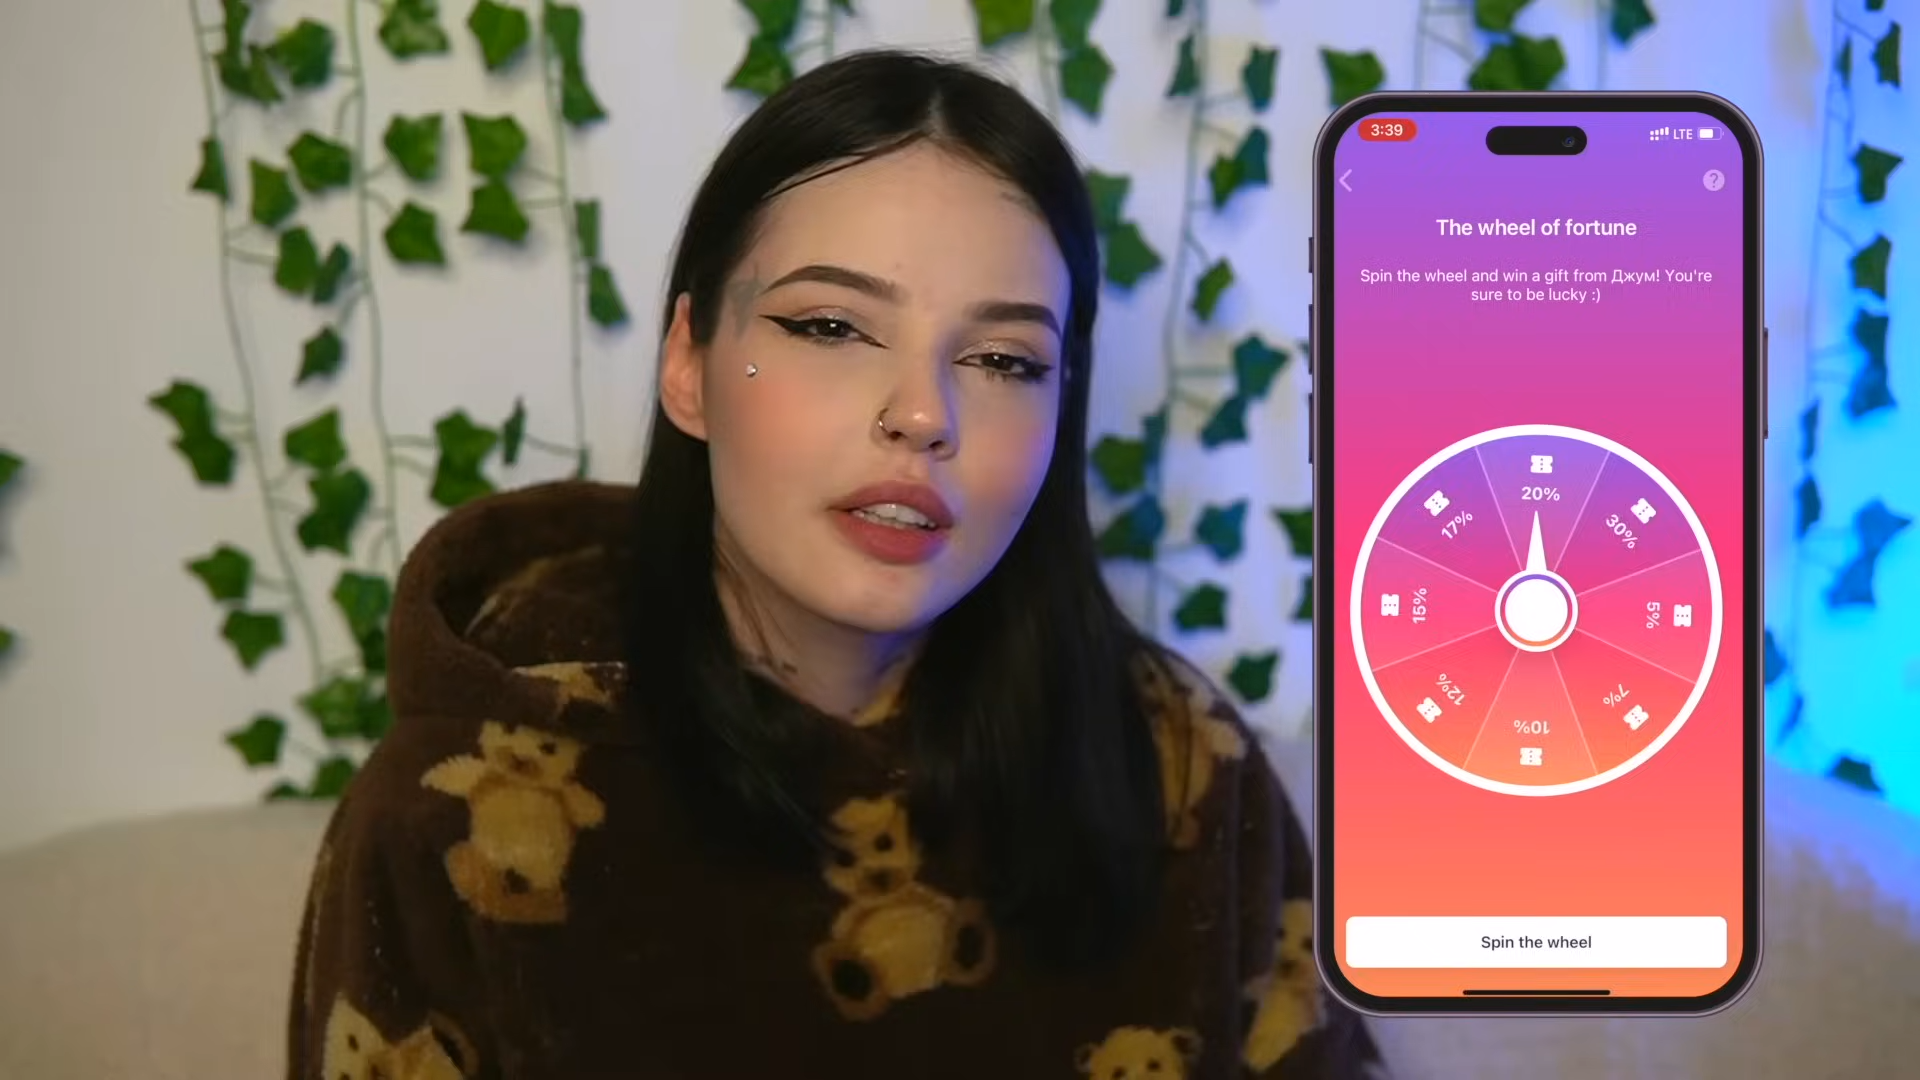 3:39
LTE
?
The wheel of fortune
Spin the wheel and win a gift from Джум! You're
sure to be lucky :)
20%
30%
5%
7%
10%
12%
15%
17%
Spin the wheel